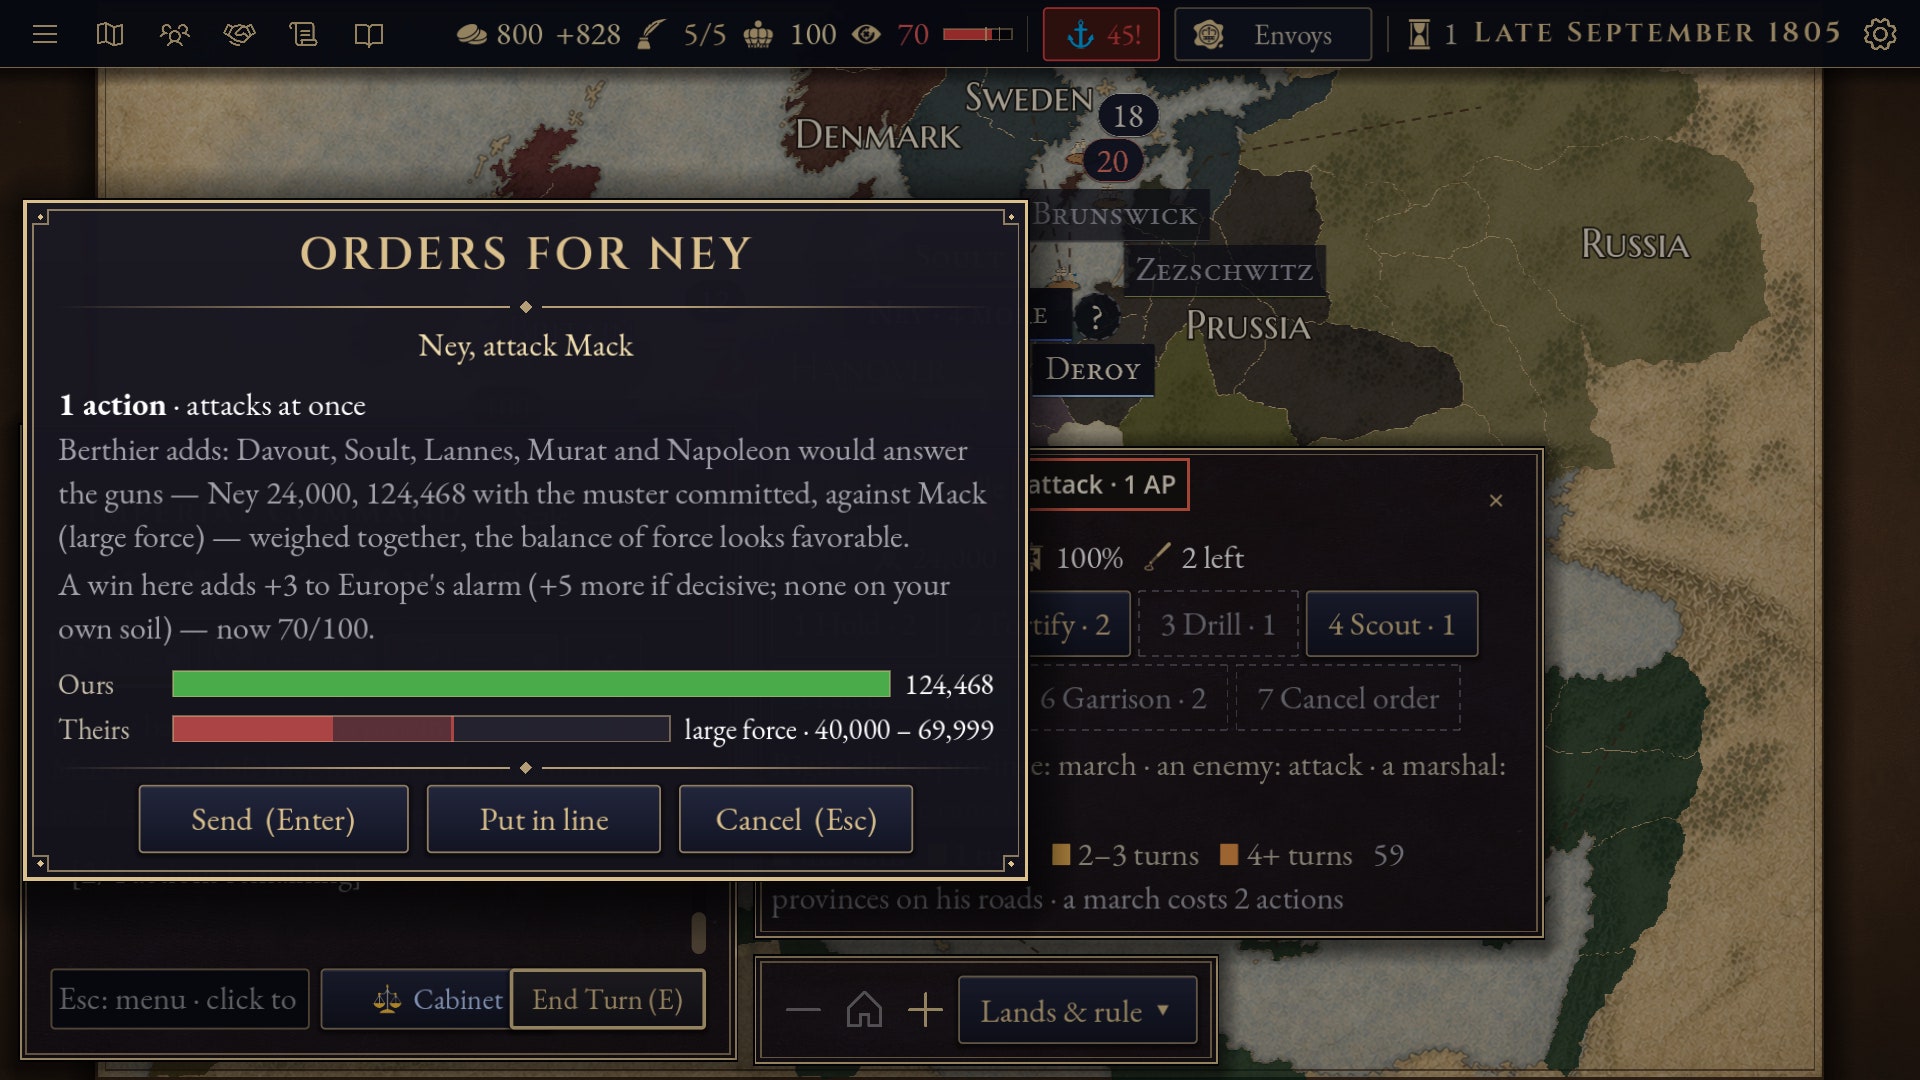 800 +828 5/5 100 70 45! Envoys 1 Late September 1805
Sweden
18
Denmark
20
Brunswick
Russia
Zezschwitz
?
Prussia
Deroy
Orders for Ney
Ney, attack Mack
1 action · attacks at once
Berthier adds: Davout, Soult, Lannes, Murat and Napoleon would answer
the guns — Ney 24,000, 124,468 with the muster committed, against Mack
(large force) — weighed together, the balance of force looks favorable.
A win here adds +3 to Europe's alarm (+5 more if decisive; none on your
own soil) — now 70/100.
Ours 124,468
Theirs large force · 40,000 – 69,999
Send (Enter) Put in line Cancel (Esc)
attack · 1 AP
×
100% 2 left
tify · 2 3 Drill · 1 4 Scout · 1
6 Garrison · 2 7 Cancel order
e: march · an enemy: attack · a marshal:
2–3 turns 4+ turns 59
provinces on his roads · a march costs 2 actions
Esc: menu · click to Cabinet End Turn (E)
Lands & rule